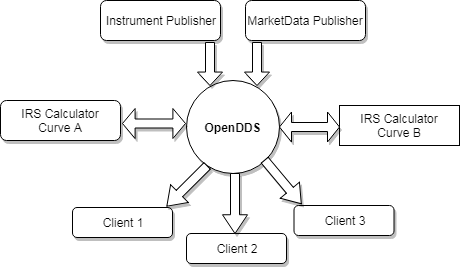 Instrument Publisher
MarketData Publisher
IRS Calculator
Curve A
OpenDDS
IRS Calculator
Curve B
Client 1
Client 2
Client 3